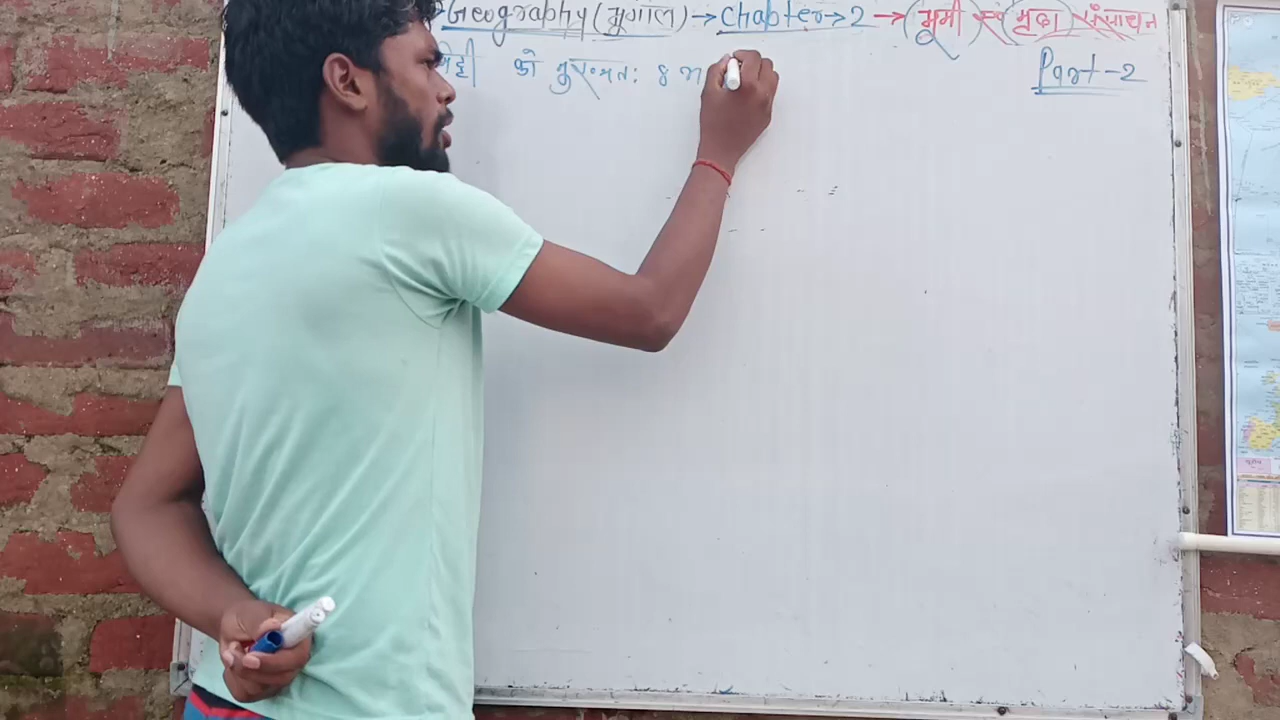 Geography (भूगोल) → Chapter → 2 → (भूमी एवं मृदा संसाधन
को मुख्यतः 8 भ
Part-2